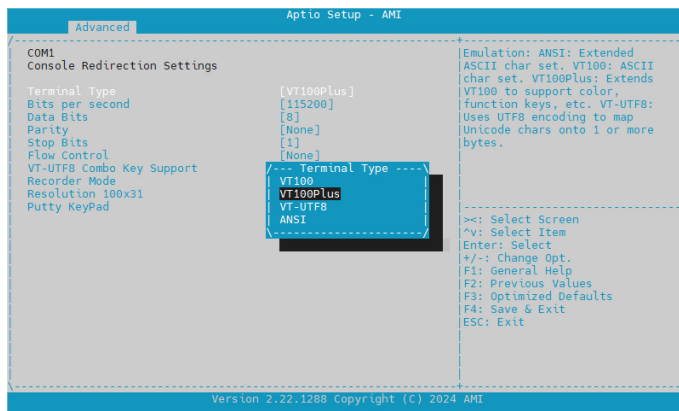 Aptio Setup - AMI
Advanced
COM1
Console Redirection Settings
Terminal Type [VT100Plus]
Bits per second [115200]
Data Bits [8]
Parity [None]
Stop Bits [1]
Flow Control [None]
VT-UTF8 Combo Key Support
Recorder Mode
Resolution 100x31
Putty KeyPad
/--- Terminal Type ----\
VT100
VT100Plus
VT-UTF8
ANSI
Emulation: ANSI: Extended
ASCII char set. VT100: ASCII
char set. VT100Plus: Extends
VT100 to support color,
function keys, etc. VT-UTF8:
Uses UTF8 encoding to map
Unicode chars onto 1 or more
bytes.
><: Select Screen
^v: Select Item
Enter: Select
+/-: Change Opt.
F1: General Help
F2: Previous Values
F3: Optimized Defaults
F4: Save & Exit
ESC: Exit
Version 2.22.1288 Copyright (C) 2024 AMI